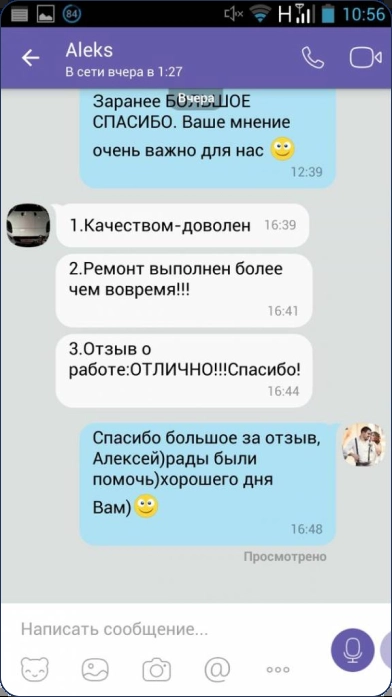 84
H
10:56
Aleks
В сети вчера в 1:27
Вчера
Заранее БОЛЬШОЕ
СПАСИБО. Ваше мнение
очень важно для нас
12:39
1.Качеством-доволен 16:39
2.Ремонт выполнен более
чем вовремя!!!
16:41
3.Отзыв о
работе:ОТЛИЧНО!!!Спасибо!
16:44
Спасибо большое за отзыв,
Алексей)рады были
помочь)хорошего дня
Вам)
16:48
Просмотрено
Написать сообщение...